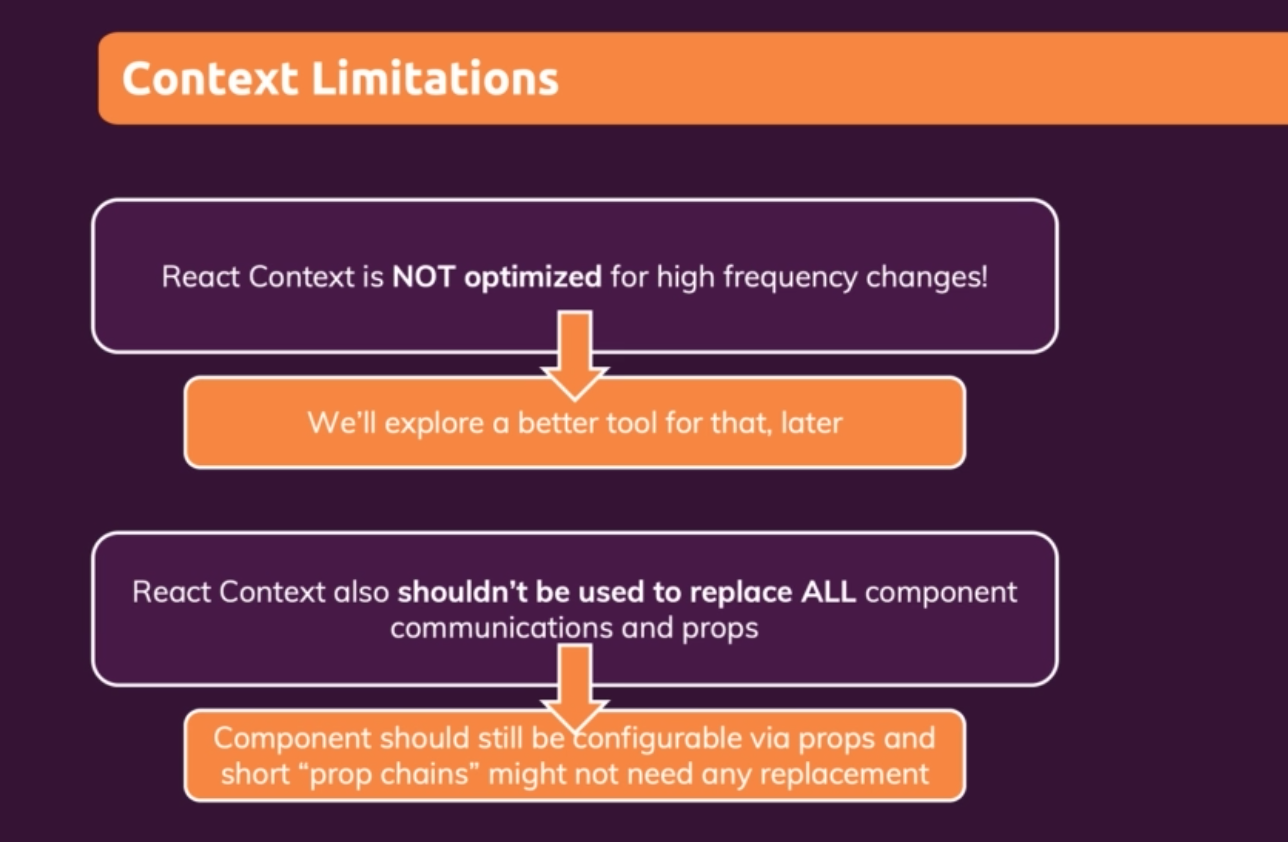 Context Limitations
React Context is NOT optimized for high frequency changes!
We’ll explore a better tool for that, later
React Context also shouldn’t be used to replace ALL component
communications and props
Component should still be configurable via props and
short “prop chains” might not need any replacement